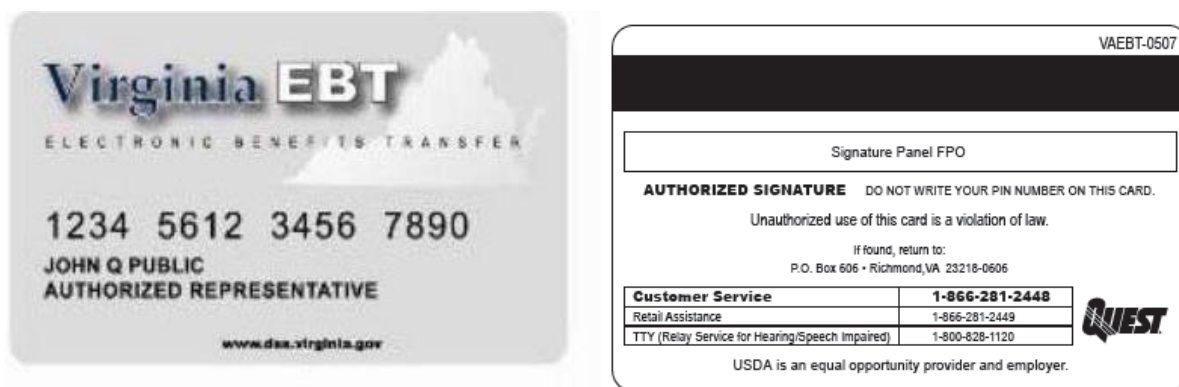 Virginia EBT
ELECTRONIC BENEFITS TRANSFER
1234 5612 3456 7890
JOHN Q PUBLIC
AUTHORIZED REPRESENTATIVE
www.dss.virginia.gov
VAEBT-0507
Signature Panel FPO
AUTHORIZED SIGNATURE DO NOT WRITE YOUR PIN NUMBER ON THIS CARD.
Unauthorized use of this card is a violation of law.
If found, return to:
P.O. Box 606 • Richmond,VA 23218-0606
Customer Service 1-866-281-2448
Retail Assistance 1-866-281-2449
TTY (Relay Service for Hearing/Speech Impaired) 1-800-828-1120
QUEST
USDA is an equal opportunity provider and employer.